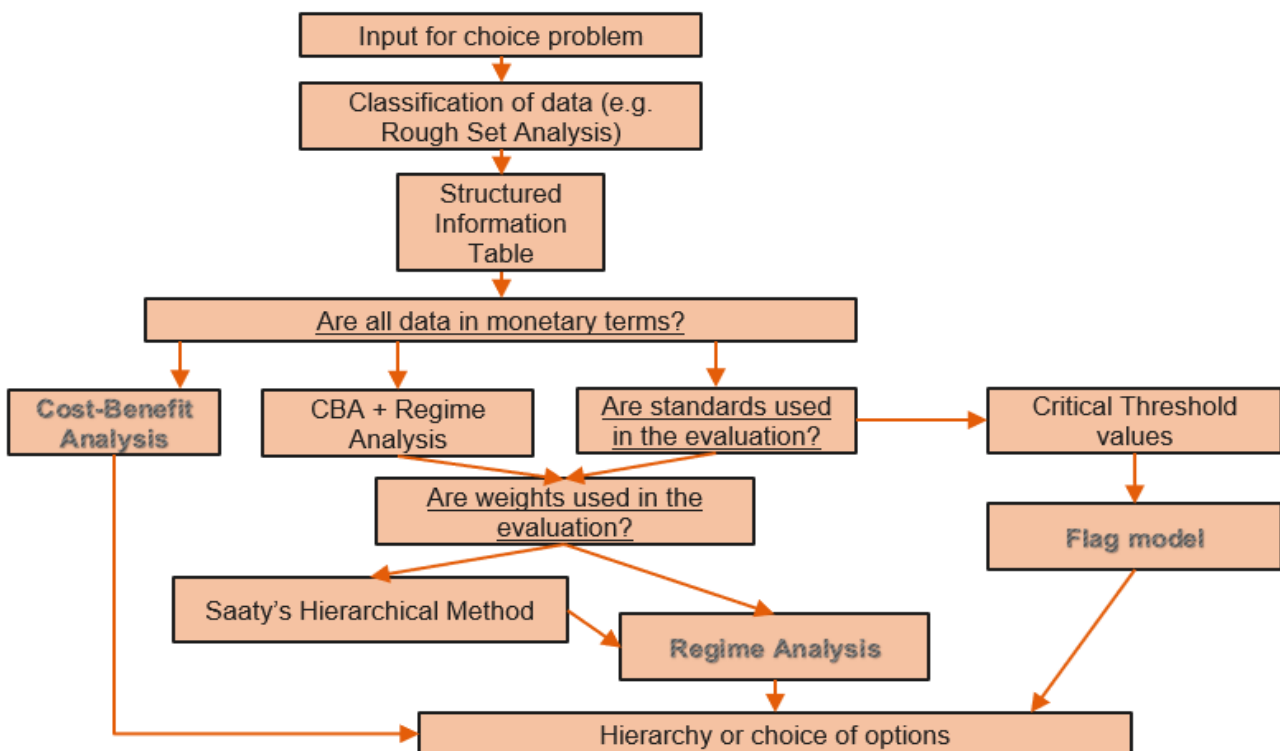 Input for choice problem
Classification of data (e.g.
Rough Set Analysis)
Structured
Information
Table
Are all data in monetary terms?
Cost-Benefit
Analysis
CBA + Regime
Analysis
Are standards used
in the evaluation?
Critical Threshold
values
Are weights used in the
evaluation?
Flag model
Saaty’s Hierarchical Method
Regime Analysis
Hierarchy or choice of options